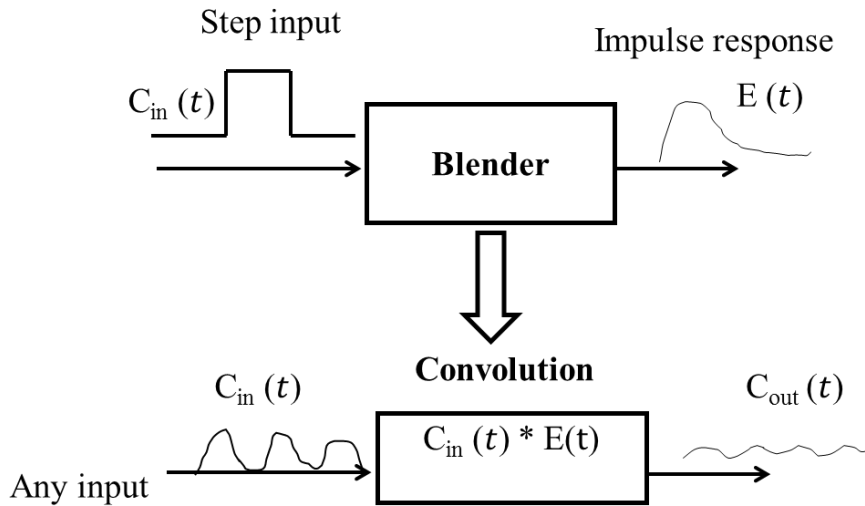 Step input
Impulse response
C_in (t)
E (t)
Blender
Convolution
C_in (t)
C_out (t)
C_in (t) * E(t)
Any input